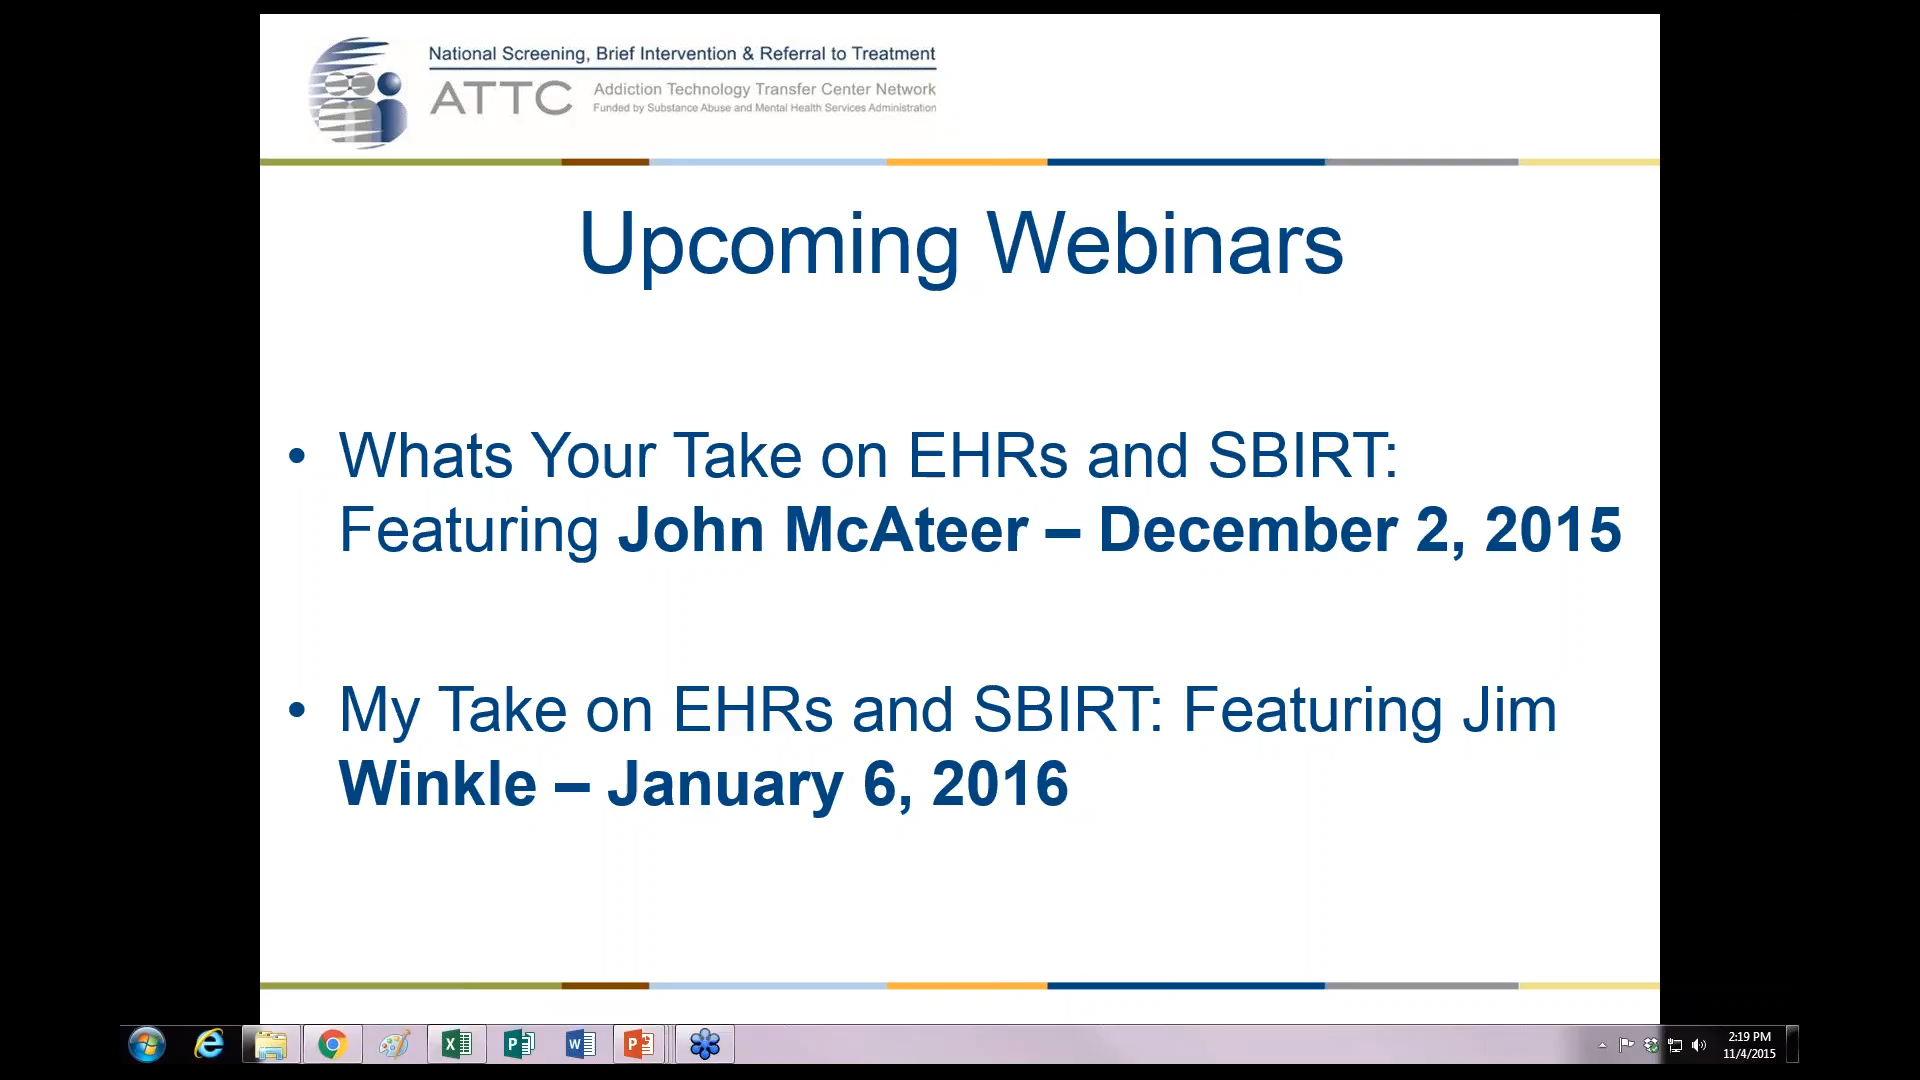 National Screening, Brief Intervention & Referral to Treatment
ATTC
Addiction Technology Transfer Center Network
Funded by Substance Abuse and Mental Health Services Administration
Upcoming Webinars
• Whats Your Take on EHRs and SBIRT:
Featuring John McAteer – December 2, 2015
• My Take on EHRs and SBIRT: Featuring Jim
Winkle – January 6, 2016
2:19 PM
11/4/2015